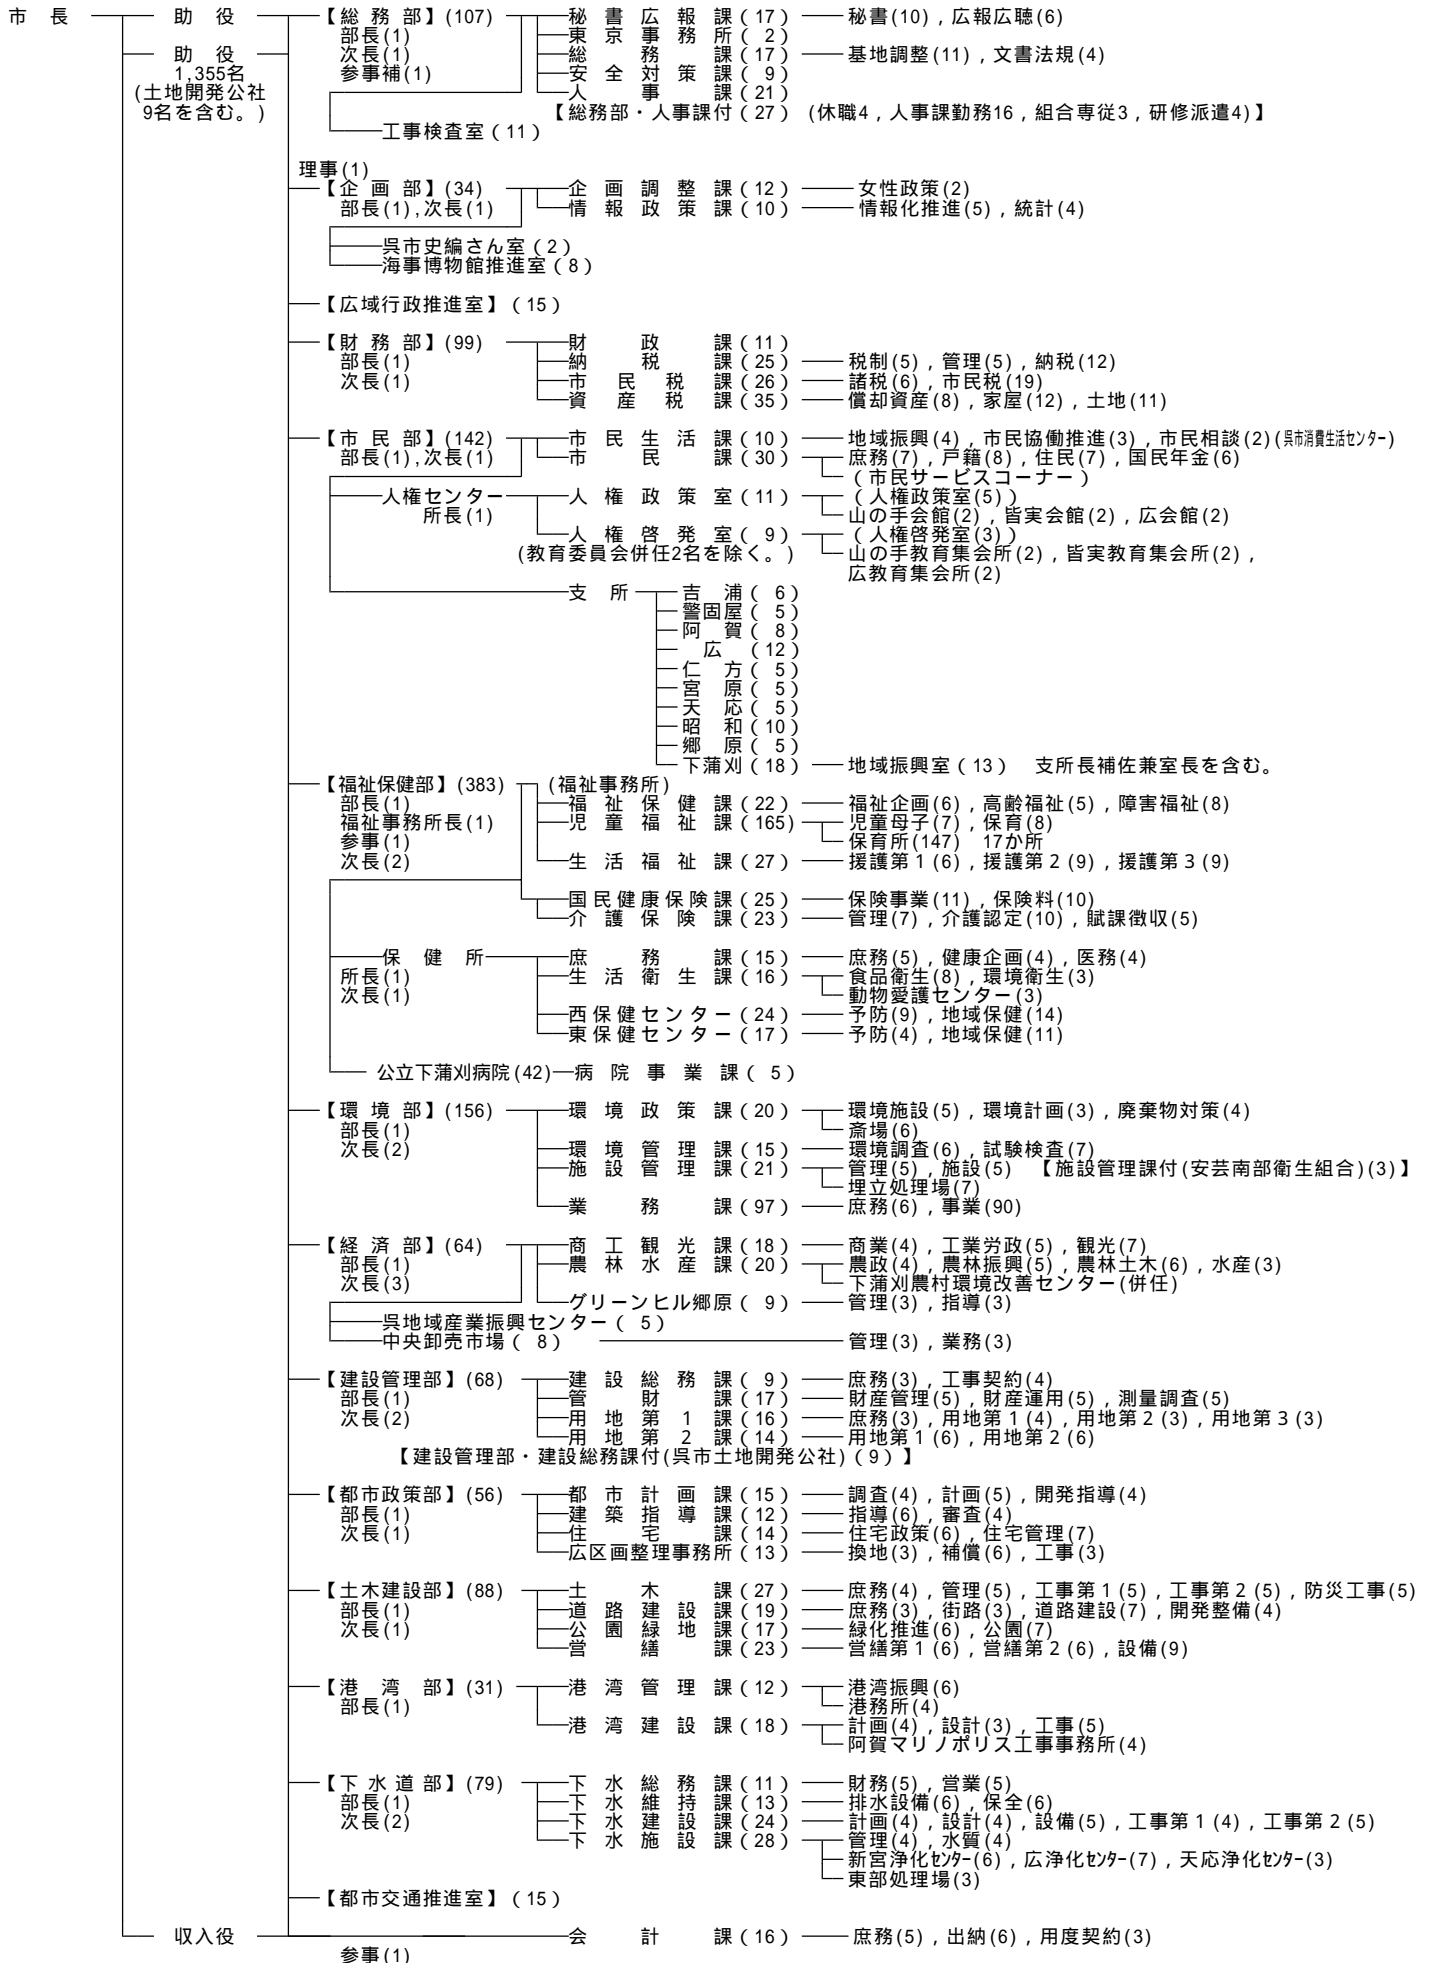 市　長　助　役　【総 務 部】(107)　秘 書 広 報 課(17)　秘書(10),広報広聴(6)
部長(1)　東 京 事 務 所( 2)
助　役　次長(1)　総　務　課(17)　基地調整(11),文書法規(4)
1,355名　参事補(1)　安 全 対 策 課( 9)
(土地開発公社　人　事　課(21)
9名を含む。)　【総務部・人事課付(27)　(休職4,人事課勤務16,組合専従3,研修派遣4)】
工事検査室(11)
理事(1)
【企 画 部】(34)　企 画 調 整 課(12)　女性政策(2)
部長(1),次長(1)　情 報 政 策 課(10)　情報化推進(5),統計(4)
呉市史編さん室(2)
海事博物館推進室(8)
【広域行政推進室】(15)
【財 務 部】(99)　財　政　課(11)
部長(1)　納　税　課(25)　税制(5),管理(5),納税(12)
次長(1)　市 民 税 課(26)　諸税(6),市民税(19)
資 産 税 課(35)　償却資産(8),家屋(12),土地(11)
【市 民 部】(142)　市 民 生 活 課(10)　地域振興(4),市民協働推進(3),市民相談(2)(呉市消費生活センター)
部長(1),次長(1)　市　民　課(30)　庶務(7),戸籍(8),住民(7),国民年金(6)
(市民サービスコーナー)
人権センター　人 権 政 策 室(11)　(人権政策室(5))
所長(1)　山の手会館(2),皆実会館(2),広会館(2)
人 権 啓 発 室( 9)　(人権啓発室(3))
(教育委員会併任2名を除く。)　山の手教育集会所(2),皆実教育集会所(2),
広教育集会所(2)
支 所　吉　浦( 6)
警固屋( 5)
阿　賀( 8)
広　(12)
仁　方( 5)
宮　原( 5)
天　応( 5)
昭　和(10)
郷　原( 5)
下蒲刈(18)　地域振興室(13)　支所長補佐兼室長を含む。
【福祉保健部】(383)　(福祉事務所)
部長(1)　福 祉 保 健 課(22)　福祉企画(6),高齢福祉(5),障害福祉(8)
福祉事務所長(1)　児 童 福 祉 課(165)　児童母子(7),保育(8)
参事(1)　保育所(147)　17か所
次長(2)　生 活 福 祉 課(27)　援護第1(6),援護第2(9),援護第3(9)
国民健康保険課(25)　保険事業(11),保険料(10)
介 護 保 険 課(23)　管理(7),介護認定(10),賦課徴収(5)
保　健　所　庶　務　課(15)　庶務(5),健康企画(4),医務(4)
所長(1)　生 活 衛 生 課(16)　食品衛生(8),環境衛生(3)
次長(1)　動物愛護センター(3)
西保健センター(24)　予防(9),地域保健(14)
東保健センター(17)　予防(4),地域保健(11)
公立下蒲刈病院(42)　病 院 事 業 課( 5)
【環 境 部】(156)　環 境 政 策 課(20)　環境施設(5),環境計画(3),廃棄物対策(4)
部長(1)　斎場(6)
次長(2)　環 境 管 理 課(15)　環境調査(6),試験検査(7)
施 設 管 理 課(21)　管理(5),施設(5)　【施設管理課付(安芸南部衛生組合)(3)】
埋立処理場(7)
業　務　課(97)　庶務(6),事業(90)
【経 済 部】(64)　商 工 観 光 課(18)　商業(4),工業労政(5),観光(7)
部長(1)　農 林 水 産 課(20)　農政(4),農林振興(5),農林土木(6),水産(3)
次長(3)　下蒲刈農村環境改善センター(併任)
グリーンヒル郷原( 9)　管理(3),指導(3)
呉地域産業振興センター( 5)
中央卸売市場( 8)　管理(3),業務(3)
【建設管理部】(68)　建 設 総 務 課( 9)　庶務(3),工事契約(4)
部長(1)　管　財　課(17)　財産管理(5),財産運用(5),測量調査(5)
次長(2)　用 地 第 1 課(16)　庶務(3),用地第1(4),用地第2(3),用地第3(3)
用 地 第 2 課(14)　用地第1(6),用地第2(6)
【建設管理部・建設総務課付(呉市土地開発公社)(9)】
【都市政策部】(56)　都 市 計 画 課(15)　調査(4),計画(5),開発指導(4)
部長(1)　建 築 指 導 課(12)　指導(6),審査(4)
次長(1)　住　宅　課(14)　住宅政策(6),住宅管理(7)
広区画整理事務所(13)　換地(3),補償(6),工事(3)
【土木建設部】(88)　土　木　課(27)　庶務(4),管理(5),工事第1(5),工事第2(5),防災工事(5)
部長(1)　道 路 建 設 課(19)　庶務(3),街路(3),道路建設(7),開発整備(4)
次長(1)　公 園 緑 地 課(17)　緑化推進(6),公園(7)
営　繕　課(23)　営繕第1(6),営繕第2(6),設備(9)
【港 湾 部】(31)　港 湾 管 理 課(12)　港湾振興(6)
部長(1)　港務所(4)
港 湾 建 設 課(18)　計画(4),設計(3),工事(5)
阿賀マリノポリス工事事務所(4)
【下 水 道 部】(79)　下 水 総 務 課(11)　財務(5),営業(5)
部長(1)　下 水 維 持 課(13)　排水設備(6),保全(6)
次長(2)　下 水 建 設 課(24)　計画(4),設計(4),設備(5),工事第1(4),工事第2(5)
下 水 施 設 課(28)　管理(4),水質(4)
新宮浄化センター(6),広浄化センター(7),天応浄化センター(3)
東部処理場(3)
【都市交通推進室】(15)
収入役　会　計　課(16)　庶務(5),出納(6),用度契約(3)
参事(1)